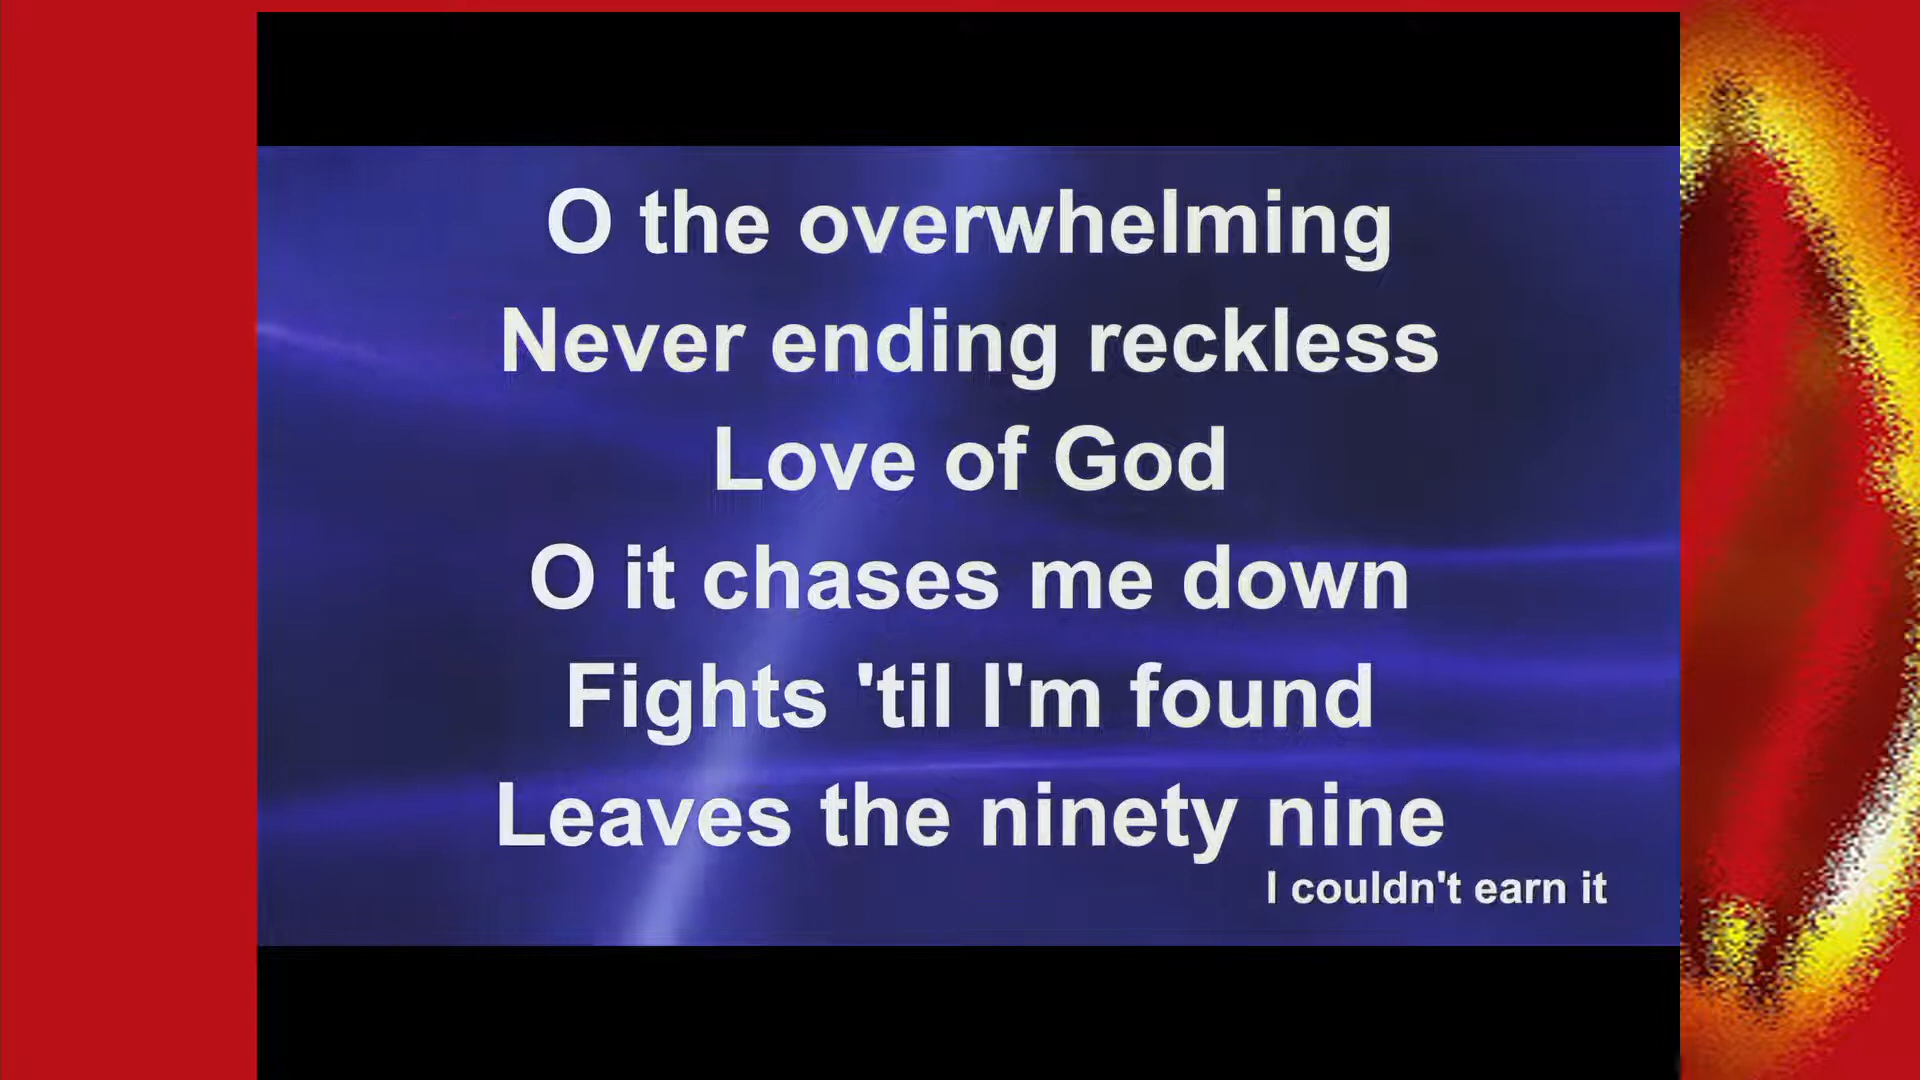 O the overwhelming
Never ending reckless
Love of God
O it chases me down
Fights 'til I'm found
Leaves the ninety nine
I couldn't earn it